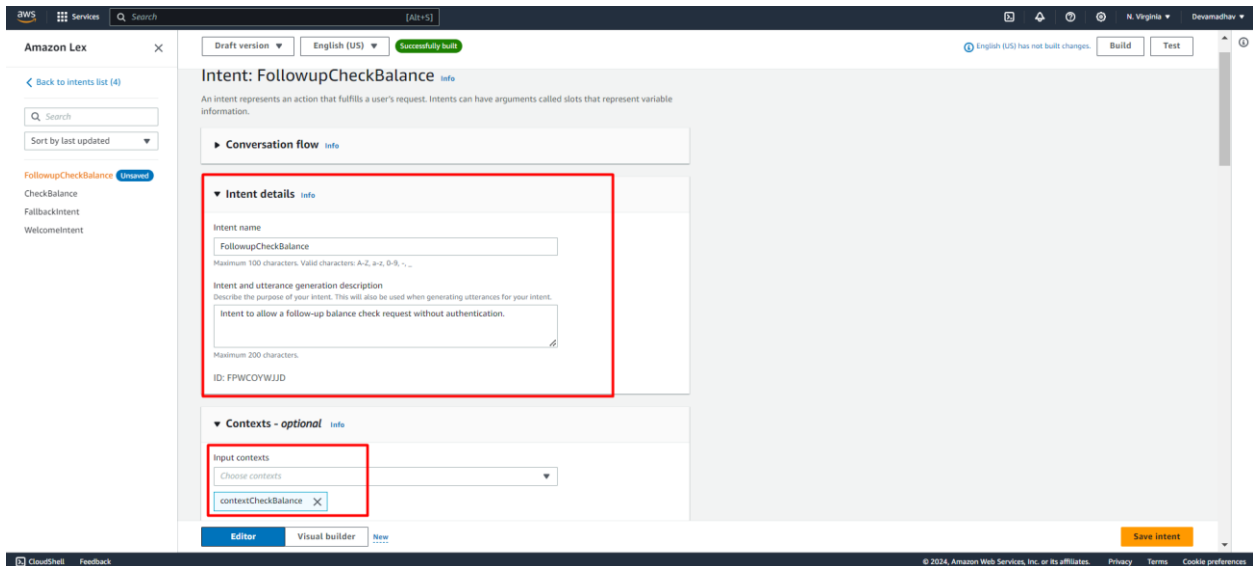 aws
Services
Search
[Alt+S]
N. Virginia
Devamadhav
Amazon Lex
Draft version
English (US)
Successfully built
English (US) has not built changes.
Build
Test
Back to intents list (4)
Search
Sort by last updated
FollowupCheckBalance Unsaved
CheckBalance
FallbackIntent
WelcomeIntent
Intent: FollowupCheckBalance Info
An intent represents an action that fulfills a user's request. Intents can have arguments called slots that represent variable
information.
Conversation flow Info
Intent details Info
Intent name
FollowupCheckBalance
Maximum 100 characters. Valid characters: A-Z, a-z, 0-9, -, _
Intent and utterance generation description
Describe the purpose of your intent. This will also be used when generating utterances for your intent.
Intent to allow a follow-up balance check request without authentication.
Maximum 200 characters.
ID: FPWCOYWJJD
Contexts - optional Info
Input contexts
Choose contexts
contextCheckBalance
Editor
Visual builder
New
Save intent
CloudShell
Feedback
© 2024, Amazon Web Services, Inc. or its affiliates.
Privacy
Terms
Cookie preferences